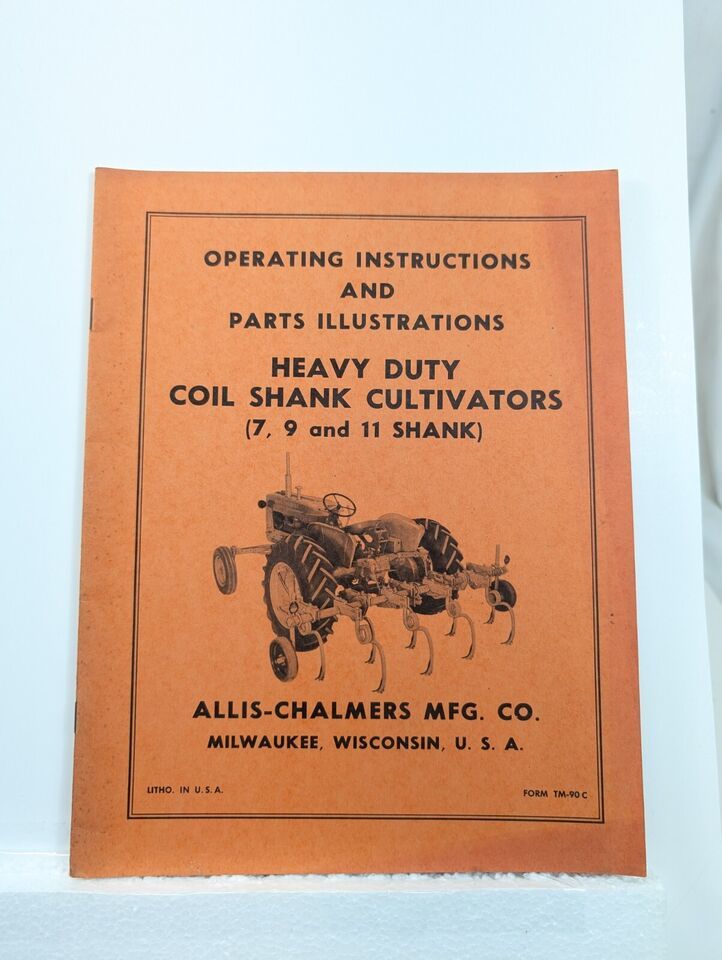 OPERATING INSTRUCTIONS
AND
PARTS ILLUSTRATIONS
HEAVY DUTY
COIL SHANK CULTIVATORS
(7, 9 and 11 SHANK)
ALLIS-CHALMERS MFG. CO.
MILWAUKEE, WISCONSIN, U. S. A.
LITHO. IN U.S.A.
FORM TM-90 C